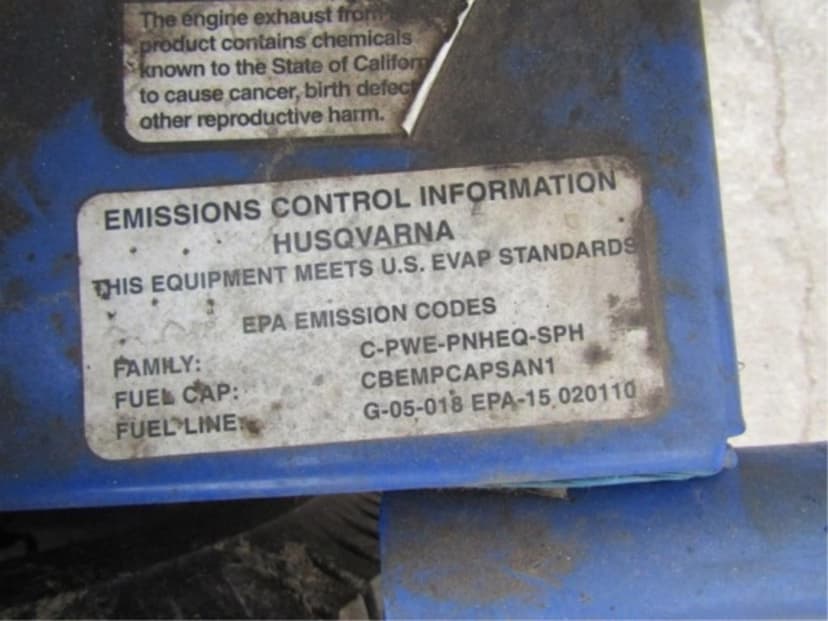 The engine exhaust from
product contains chemicals
known to the State of Californ
to cause cancer, birth defect
other reproductive harm.
EMISSIONS CONTROL INFORMATION
HUSQVARNA
THIS EQUIPMENT MEETS U.S. EVAP STANDARDS
EPA EMISSION CODES
FAMILY: C-PWE-PNHEQ-SPH
FUEL CAP: CBEMPCAPSAN1
FUEL LINE: G-05-018 EPA-15 020110